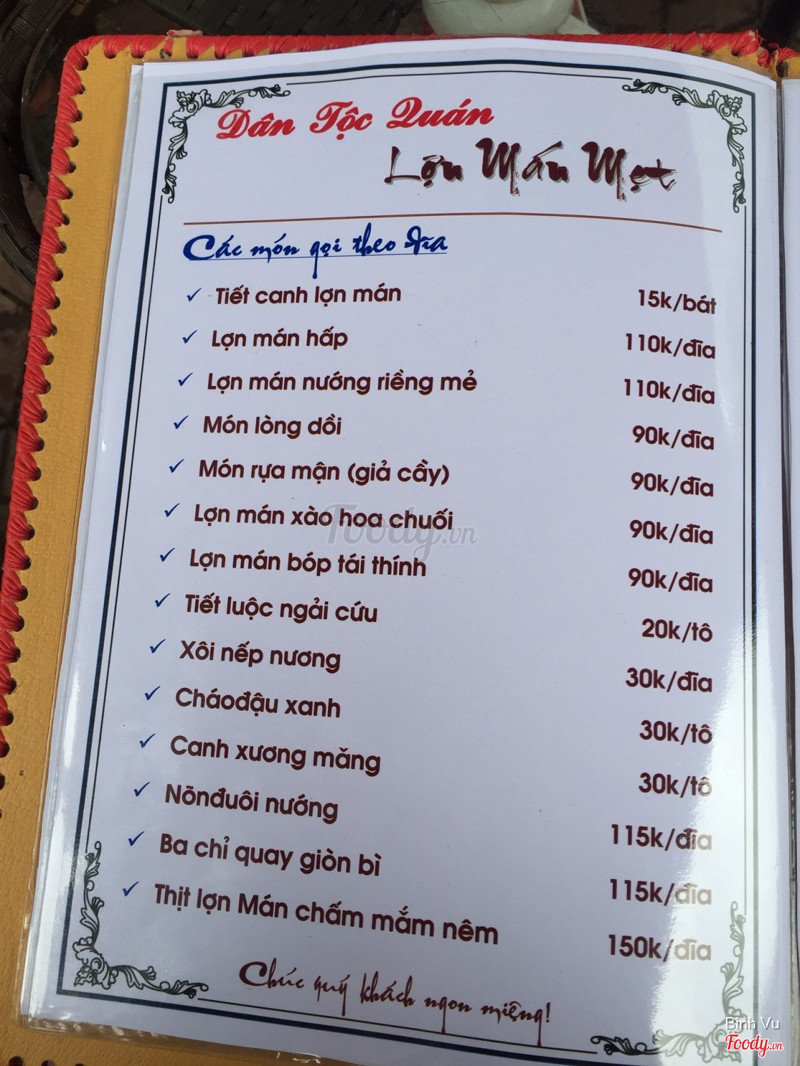 Dân Tộc Quán
Lợn Mán Mẹt
Các món gọi theo đĩa
Tiết canh lợn mán 15k/bát
Lợn mán hấp 110k/đĩa
Lợn mán nướng riềng mẻ 110k/đĩa
Món lòng dồi 90k/đĩa
Món rựa mận (giả cầy) 90k/đĩa
Lợn mán xào hoa chuối 90k/đĩa
Lợn mán bóp tái thính 90k/đĩa
Tiết luộc ngải cứu 20k/tô
Xôi nếp nương 30k/đĩa
Cháođậu xanh 30k/tô
Canh xương măng 30k/tô
Nõnđuôi nướng 115k/đĩa
Ba chỉ quay giòn bì 115k/đĩa
Thịt lợn Mán chấm mắm nêm 150k/đĩa
Chúc quý khách ngon miệng!
Foody.vn
Binh Vu
Foody.vn